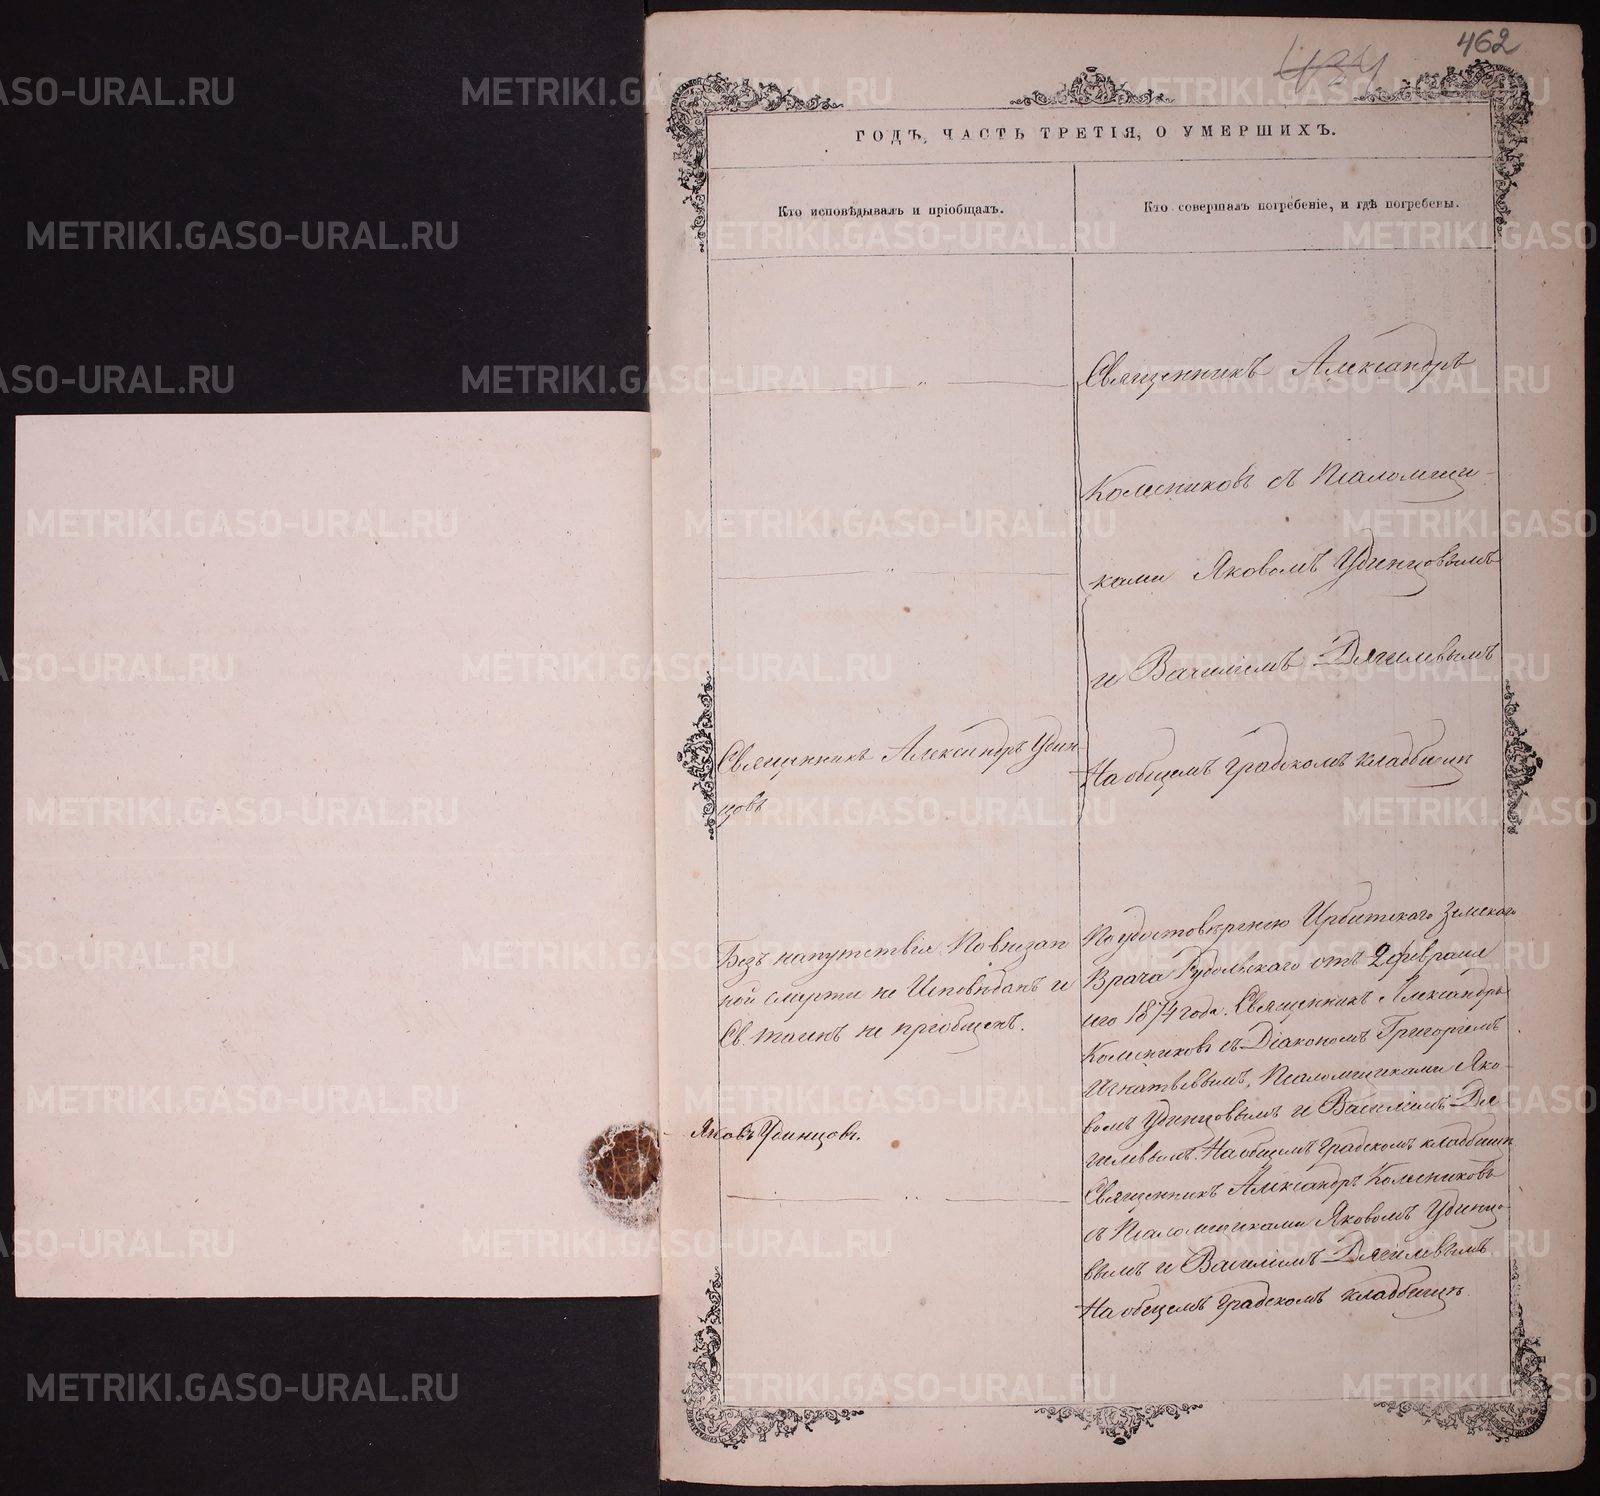 462
424
ГОДЪ, ЧАСТЬ ТРЕТІЯ, О УМЕРШИХЪ.
Кто исповѣдывалъ и пріобщалъ.
Кто совершалъ погребеніе, и гдѣ погребены.
Священникъ Александръ
Колесниковъ съ Псаломщи-
ками Яковомъ Удинцовымъ
и Василіемъ Дягилевымъ
На общемъ градскомъ кладбищѣ
Священникъ Александръ Удин
цовъ
Безъ напутствія. По внезап
ной смерти не Исповѣданъ и
Св. таинъ не пріобщенъ.
По удостовѣренію Ирбитскаго Земскаго
Врача Рудольскаго отъ 2 февраля
сего 1874 года. Священникъ Александръ
Колесниковъ съ Діакономъ Григоріемъ
Игнатьевымъ, Псаломщиками Яко-
вомъ Удинцовымъ и Василіемъ Дя-
гилевымъ. На общемъ градскомъ кладбищѣ
Яковъ Удинцовъ.
Священникъ Александръ Колесниковъ
съ Псаломщиками Яковомъ Удинцо-
вымъ и Василіемъ Дягилевымъ.
На общемъ градскомъ кладбищѣ.
METRIKI.GASO-URAL.RU